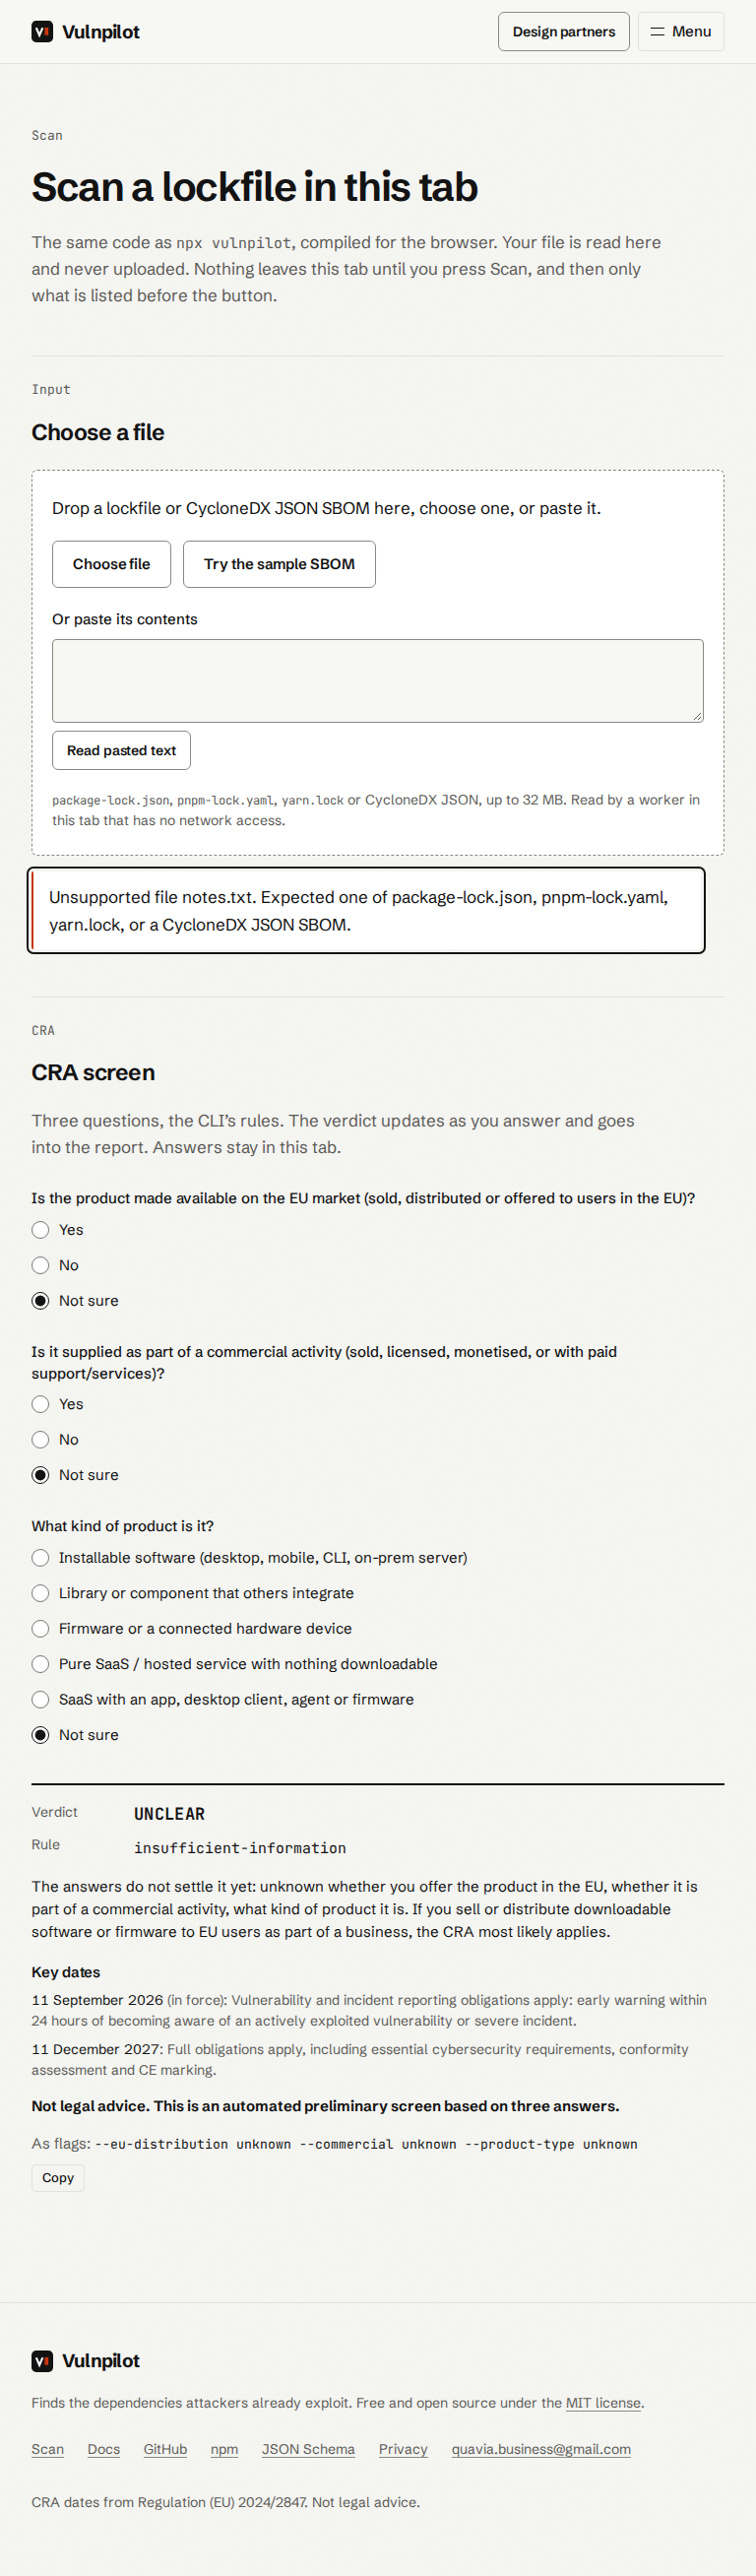 Vulnpilot
Design partners
Menu
Scan
Scan a lockfile in this tab
The same code as npx vulnpilot, compiled for the browser. Your file is read here
and never uploaded. Nothing leaves this tab until you press Scan, and then only
what is listed before the button.
Input
Choose a file
Drop a lockfile or CycloneDX JSON SBOM here, choose one, or paste it.
Choose file
Try the sample SBOM
Or paste its contents
Read pasted text
package-lock.json, pnpm-lock.yaml, yarn.lock or CycloneDX JSON, up to 32 MB. Read by a worker in
this tab that has no network access.
Unsupported file notes.txt. Expected one of package-lock.json, pnpm-lock.yaml,
yarn.lock, or a CycloneDX JSON SBOM.
CRA
CRA screen
Three questions, the CLI’s rules. The verdict updates as you answer and goes
into the report. Answers stay in this tab.
Is the product made available on the EU market (sold, distributed or offered to users in the EU)?
Yes
No
Not sure
Is it supplied as part of a commercial activity (sold, licensed, monetised, or with paid
support/services)?
Yes
No
Not sure
What kind of product is it?
Installable software (desktop, mobile, CLI, on-prem server)
Library or component that others integrate
Firmware or a connected hardware device
Pure SaaS / hosted service with nothing downloadable
SaaS with an app, desktop client, agent or firmware
Not sure
Verdict UNCLEAR
Rule insufficient-information
The answers do not settle it yet: unknown whether you offer the product in the EU, whether it is
part of a commercial activity, what kind of product it is. If you sell or distribute downloadable
software or firmware to EU users as part of a business, the CRA most likely applies.
Key dates
11 September 2026 (in force): Vulnerability and incident reporting obligations apply: early warning within
24 hours of becoming aware of an actively exploited vulnerability or severe incident.
11 December 2027: Full obligations apply, including essential cybersecurity requirements, conformity
assessment and CE marking.
Not legal advice. This is an automated preliminary screen based on three answers.
As flags: --eu-distribution unknown --commercial unknown --product-type unknown
Copy
Vulnpilot
Finds the dependencies attackers already exploit. Free and open source under the MIT license.
Scan Docs GitHub npm JSON Schema Privacy quavia.business@gmail.com
CRA dates from Regulation (EU) 2024/2847. Not legal advice.